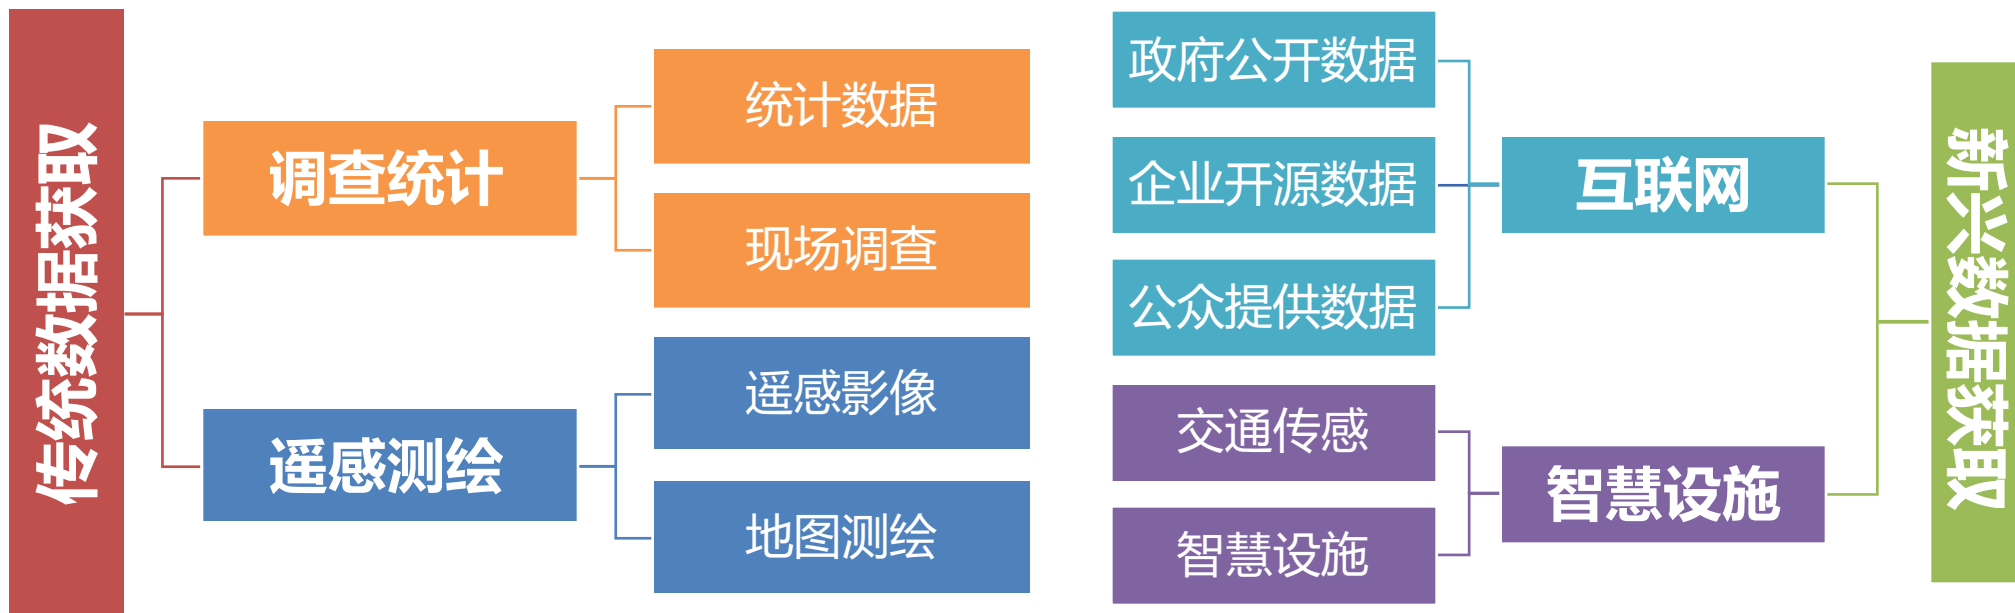 传统数据获取
调查统计
统计数据
现场调查
遥感测绘
遥感影像
地图测绘
政府公开数据
企业开源数据
公众提供数据
互联网
交通传感
智慧设施
智慧设施
新兴数据获取